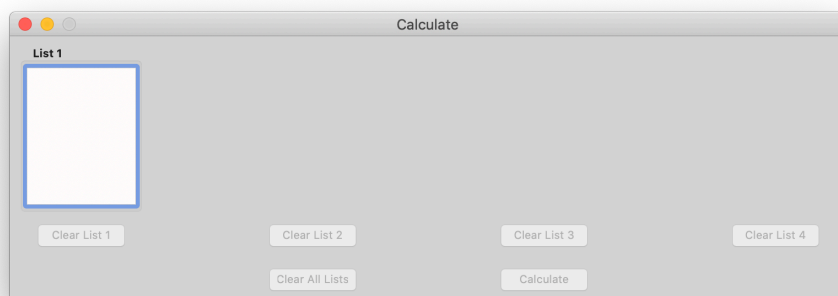 Calculate
List 1
Clear List 1 Clear List 2 Clear List 3 Clear List 4
Clear All Lists Calculate